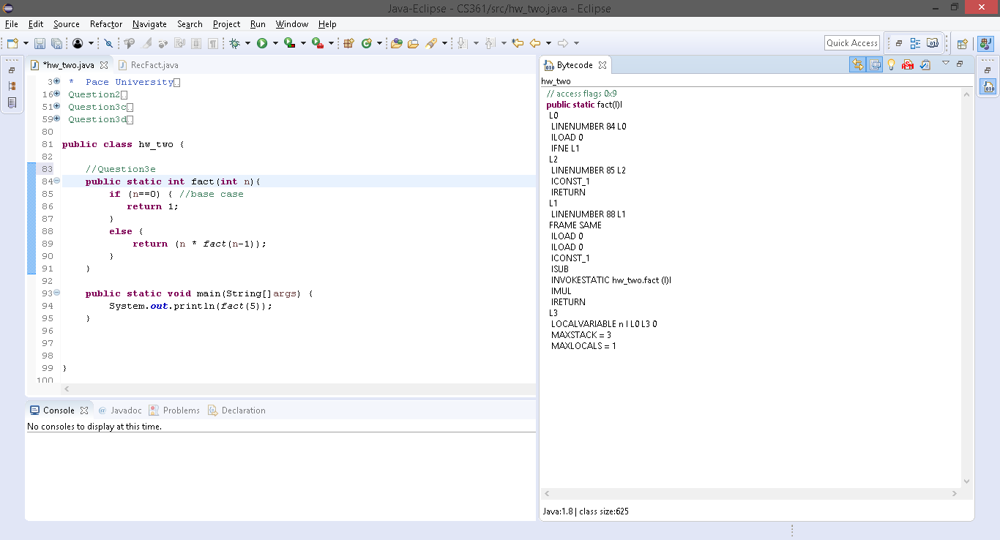 Java-Eclipse - CS361/src/hw_two.java - Eclipse
File Edit Source Refactor Navigate Search Project Run Window Help
Quick Access
*hw_two.java RecFact.java
3 * Pace University
16 Question2
51 Question3c
59 Question3d
80
81 public class hw_two {
82
83 //Question3e
84 public static int fact(int n){
85 if (n==0) { //base case
86 return 1;
87 }
88 else {
89 return (n * fact(n-1));
90 }
91 }
92
93 public static void main(String[]args) {
94 System.out.println(fact(5));
95 }
96
97
98
99 }
100
Console @ Javadoc Problems Declaration
No consoles to display at this time.
Bytecode
hw_two
// access flags 0x9
public static fact(I)I
L0
LINENUMBER 84 L0
ILOAD 0
IFNE L1
L2
LINENUMBER 85 L2
ICONST_1
IRETURN
L1
LINENUMBER 88 L1
FRAME SAME
ILOAD 0
ILOAD 0
ICONST_1
ISUB
INVOKESTATIC hw_two.fact (I)I
IMUL
IRETURN
L3
LOCALVARIABLE n I L0 L3 0
MAXSTACK = 3
MAXLOCALS = 1
Java:1.8 | class size:625